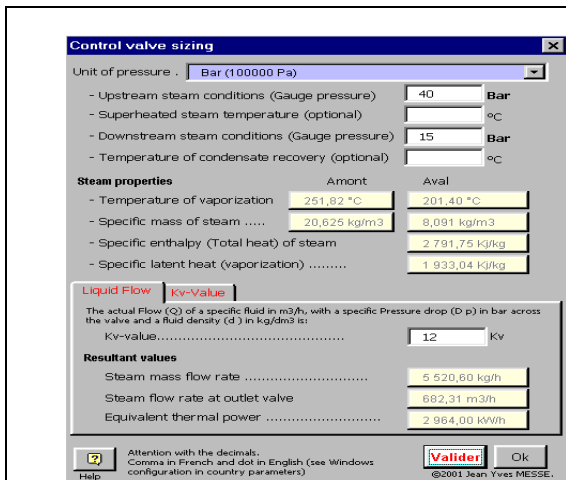 Control valve sizing
Unit of pressure . Bar (100000 Pa)
- Upstream steam conditions (Gauge pressure) 40 Bar
- Superheated steam temperature (optional) ºC
- Downstream steam conditions (Gauge pressure) 15 Bar
- Temperature of condensate recovery (optional) ºC
Steam properties Amont Aval
- Temperature of vaporization 251,82 °C 201,40 °C
- Specific mass of steam ..... 20,625 kg/m3 8,091 kg/m3
- Specific enthalpy (Total heat) of steam 2 791,75 Kj/kg
- Specific latent heat (vaporization) ......... 1 933,04 Kj/kg
Liquid Flow Kv-Value
The actual Flow (Q) of a specific fluid in m3/h, with a specific Pressure drop (D p) in bar across
the valve and a fluid density (d ) in kg/dm3 is:
Kv-value............................................. 12 Kv
Resultant values
Steam mass flow rate ............................ 5 520,60 kg/h
Steam flow rate at outlet valve 682,31 m3/h
Equivalent thermal power .......................... 2 964,00 kW/h
Attention with the decimals.
Comma in French and dot in English (see Windows
configuration in country parameters)
Help
Valider Ok
©2001 Jean Yves MESSE.